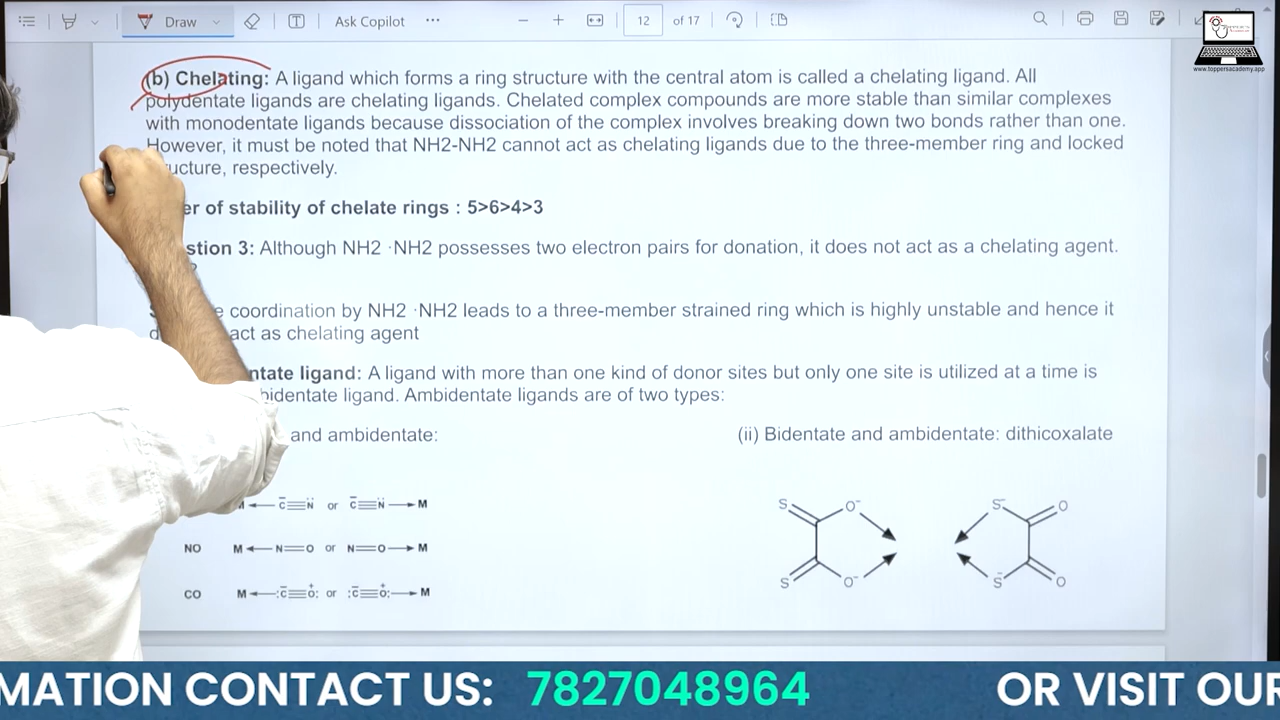 Draw
Ask Copilot
12 of 17
www.toppersacademy.app
(b) Chelating: A ligand which forms a ring structure with the central atom is called a chelating ligand. All
polydentate ligands are chelating ligands. Chelated complex compounds are more stable than similar complexes
with monodentate ligands because dissociation of the complex involves breaking down two bonds rather than one.
However, it must be noted that NH2-NH2 cannot act as chelating ligands due to the three-member ring and locked
ucture, respectively.
er of stability of chelate rings : 5>6>4>3
stion 3: Although NH2 ·NH2 possesses two electron pairs for donation, it does not act as a chelating agent.
?
e coordination by NH2 ·NH2 leads to a three-member strained ring which is highly unstable and hence it
act as chelating agent
ntate ligand: A ligand with more than one kind of donor sites but only one site is utilized at a time is
bidentate ligand. Ambidentate ligands are of two types:
and ambidentate: (ii) Bidentate and ambidentate: dithicoxalate
M ← C̄≡N̈ or C̄≡N̈ → M
NO M ← N=O or N=O → M
CO M ← :C̄≡O⁺: or :C̄≡O⁺: → M
S O⁻ S⁻ O
S O⁻ S⁻ O
MATION CONTACT US: 7827048964 OR VISIT OUR